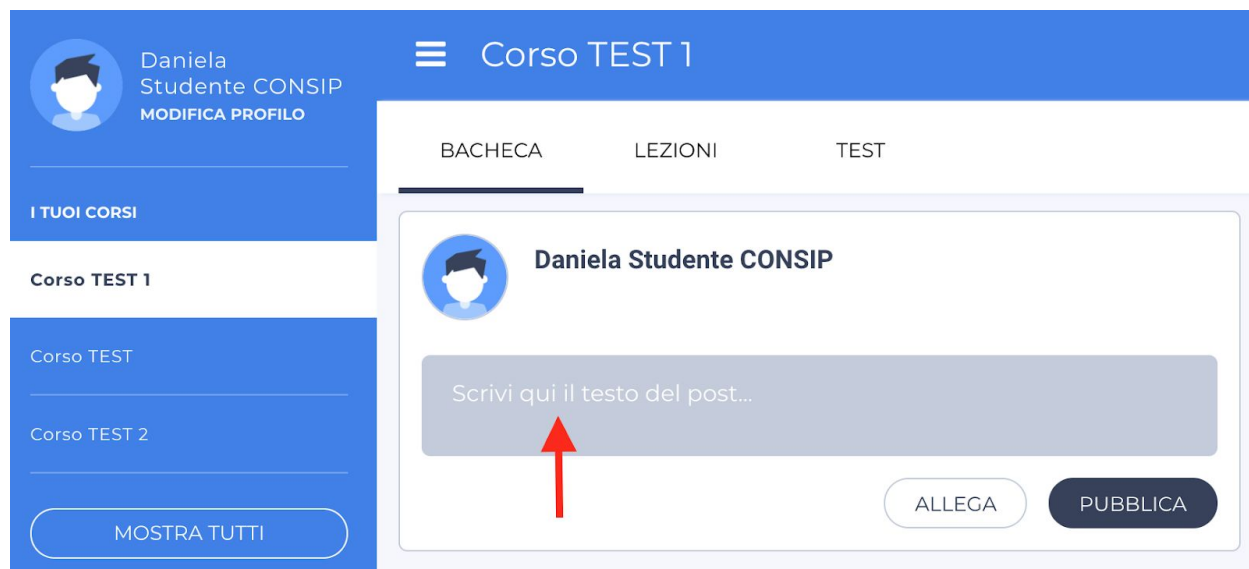 Daniela
Studente CONSIP
MODIFICA PROFILO
I TUOI CORSI
Corso TEST 1
Corso TEST
Corso TEST 2
MOSTRA TUTTI
Corso TEST 1
BACHECA LEZIONI TEST
Daniela Studente CONSIP
Scrivi qui il testo del post...
ALLEGA PUBBLICA